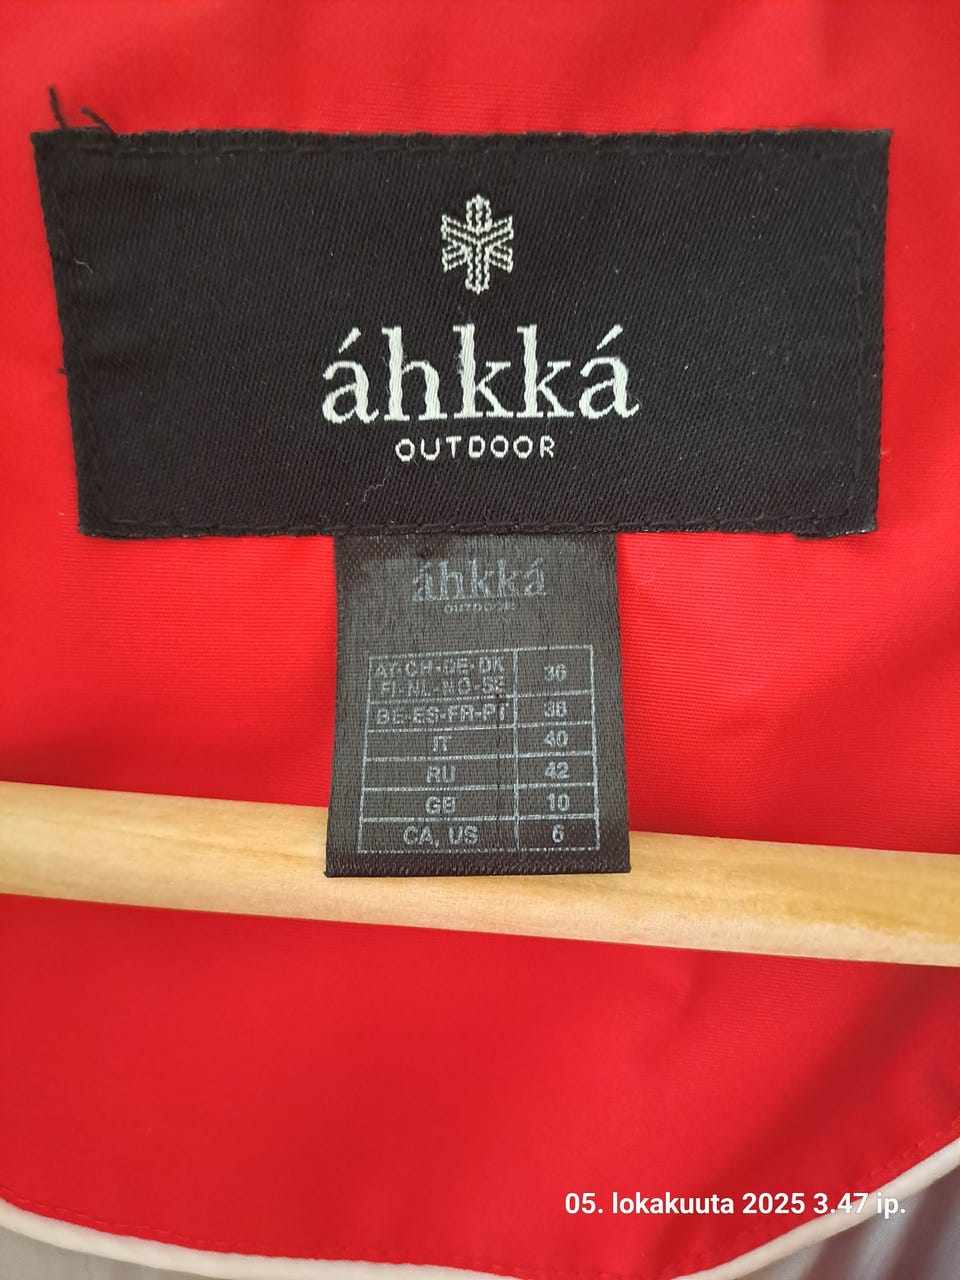 áhkká
OUTDOOR
áhkká
OUTDOOR
AT-CH-DE-DK
FI-NL-NO-SE
36
BE-ES-FR-PT 38
IT 40
RU 42
GB 10
CA, US 6
05. lokakuuta 2025 3.47 ip.